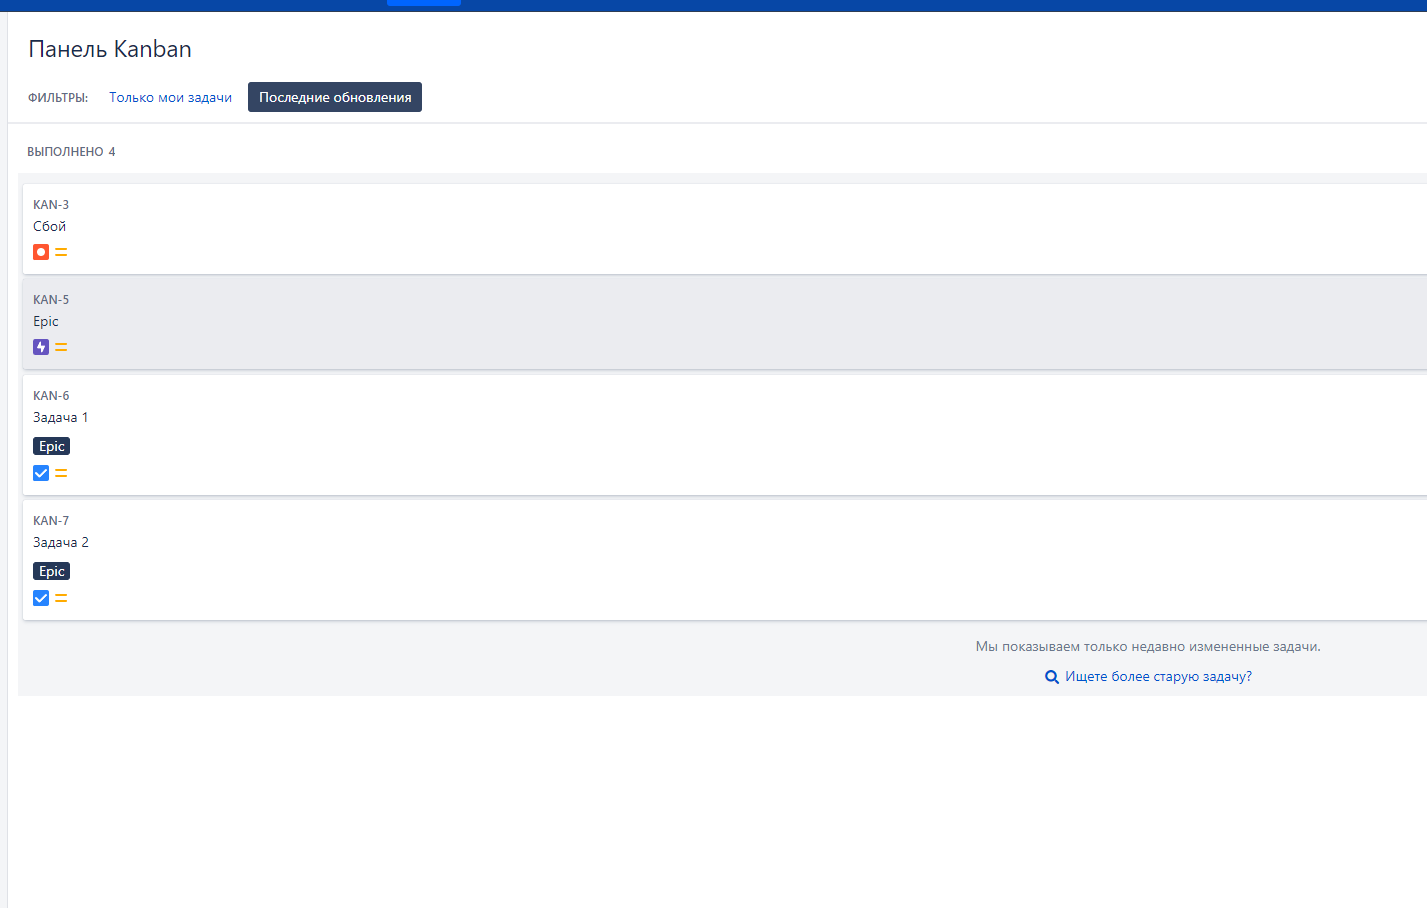 Панель Kanban
ФИЛЬТРЫ: Только мои задачи Последние обновления
ВЫПОЛНЕНО 4
KAN-3
Сбой
KAN-5
Epic
KAN-6
Задача 1
Epic
KAN-7
Задача 2
Epic
Мы показываем только недавно измененные задачи.
Ищете более старую задачу?